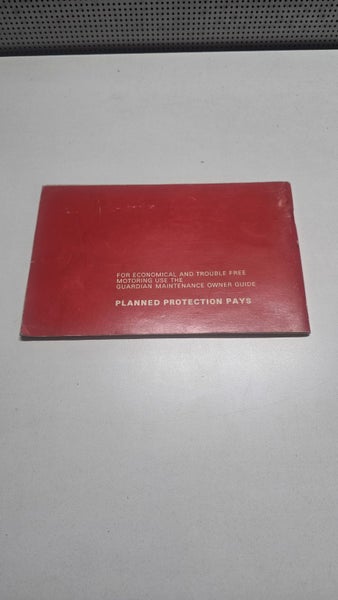 FOR ECONOMICAL AND TROUBLE FREE
MOTORING USE THE
GUARDIAN MAINTENANCE OWNER GUIDE
PLANNED PROTECTION PAYS